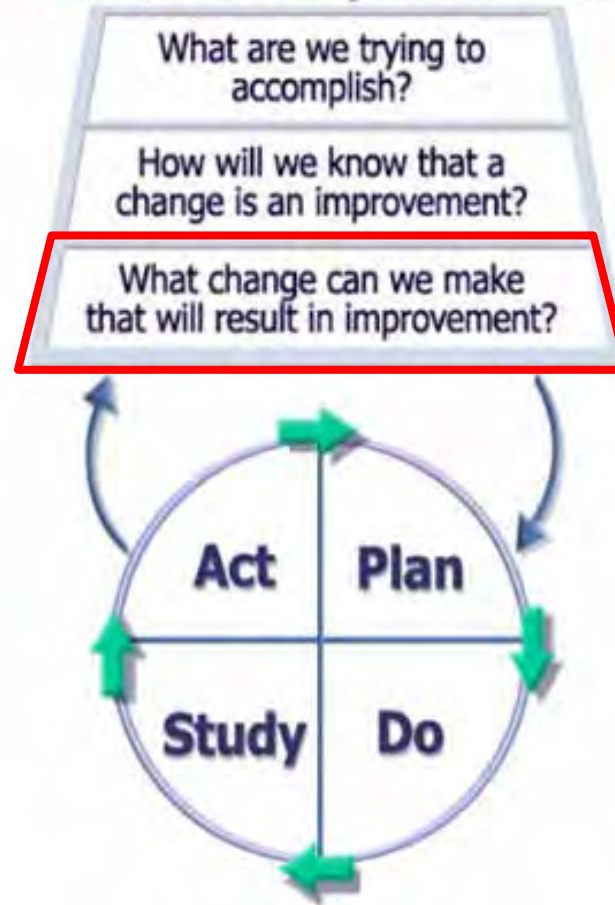 What are we trying to
accomplish?
How will we know that a
change is an improvement?
What change can we make
that will result in improvement?
Act
Plan
Study
Do